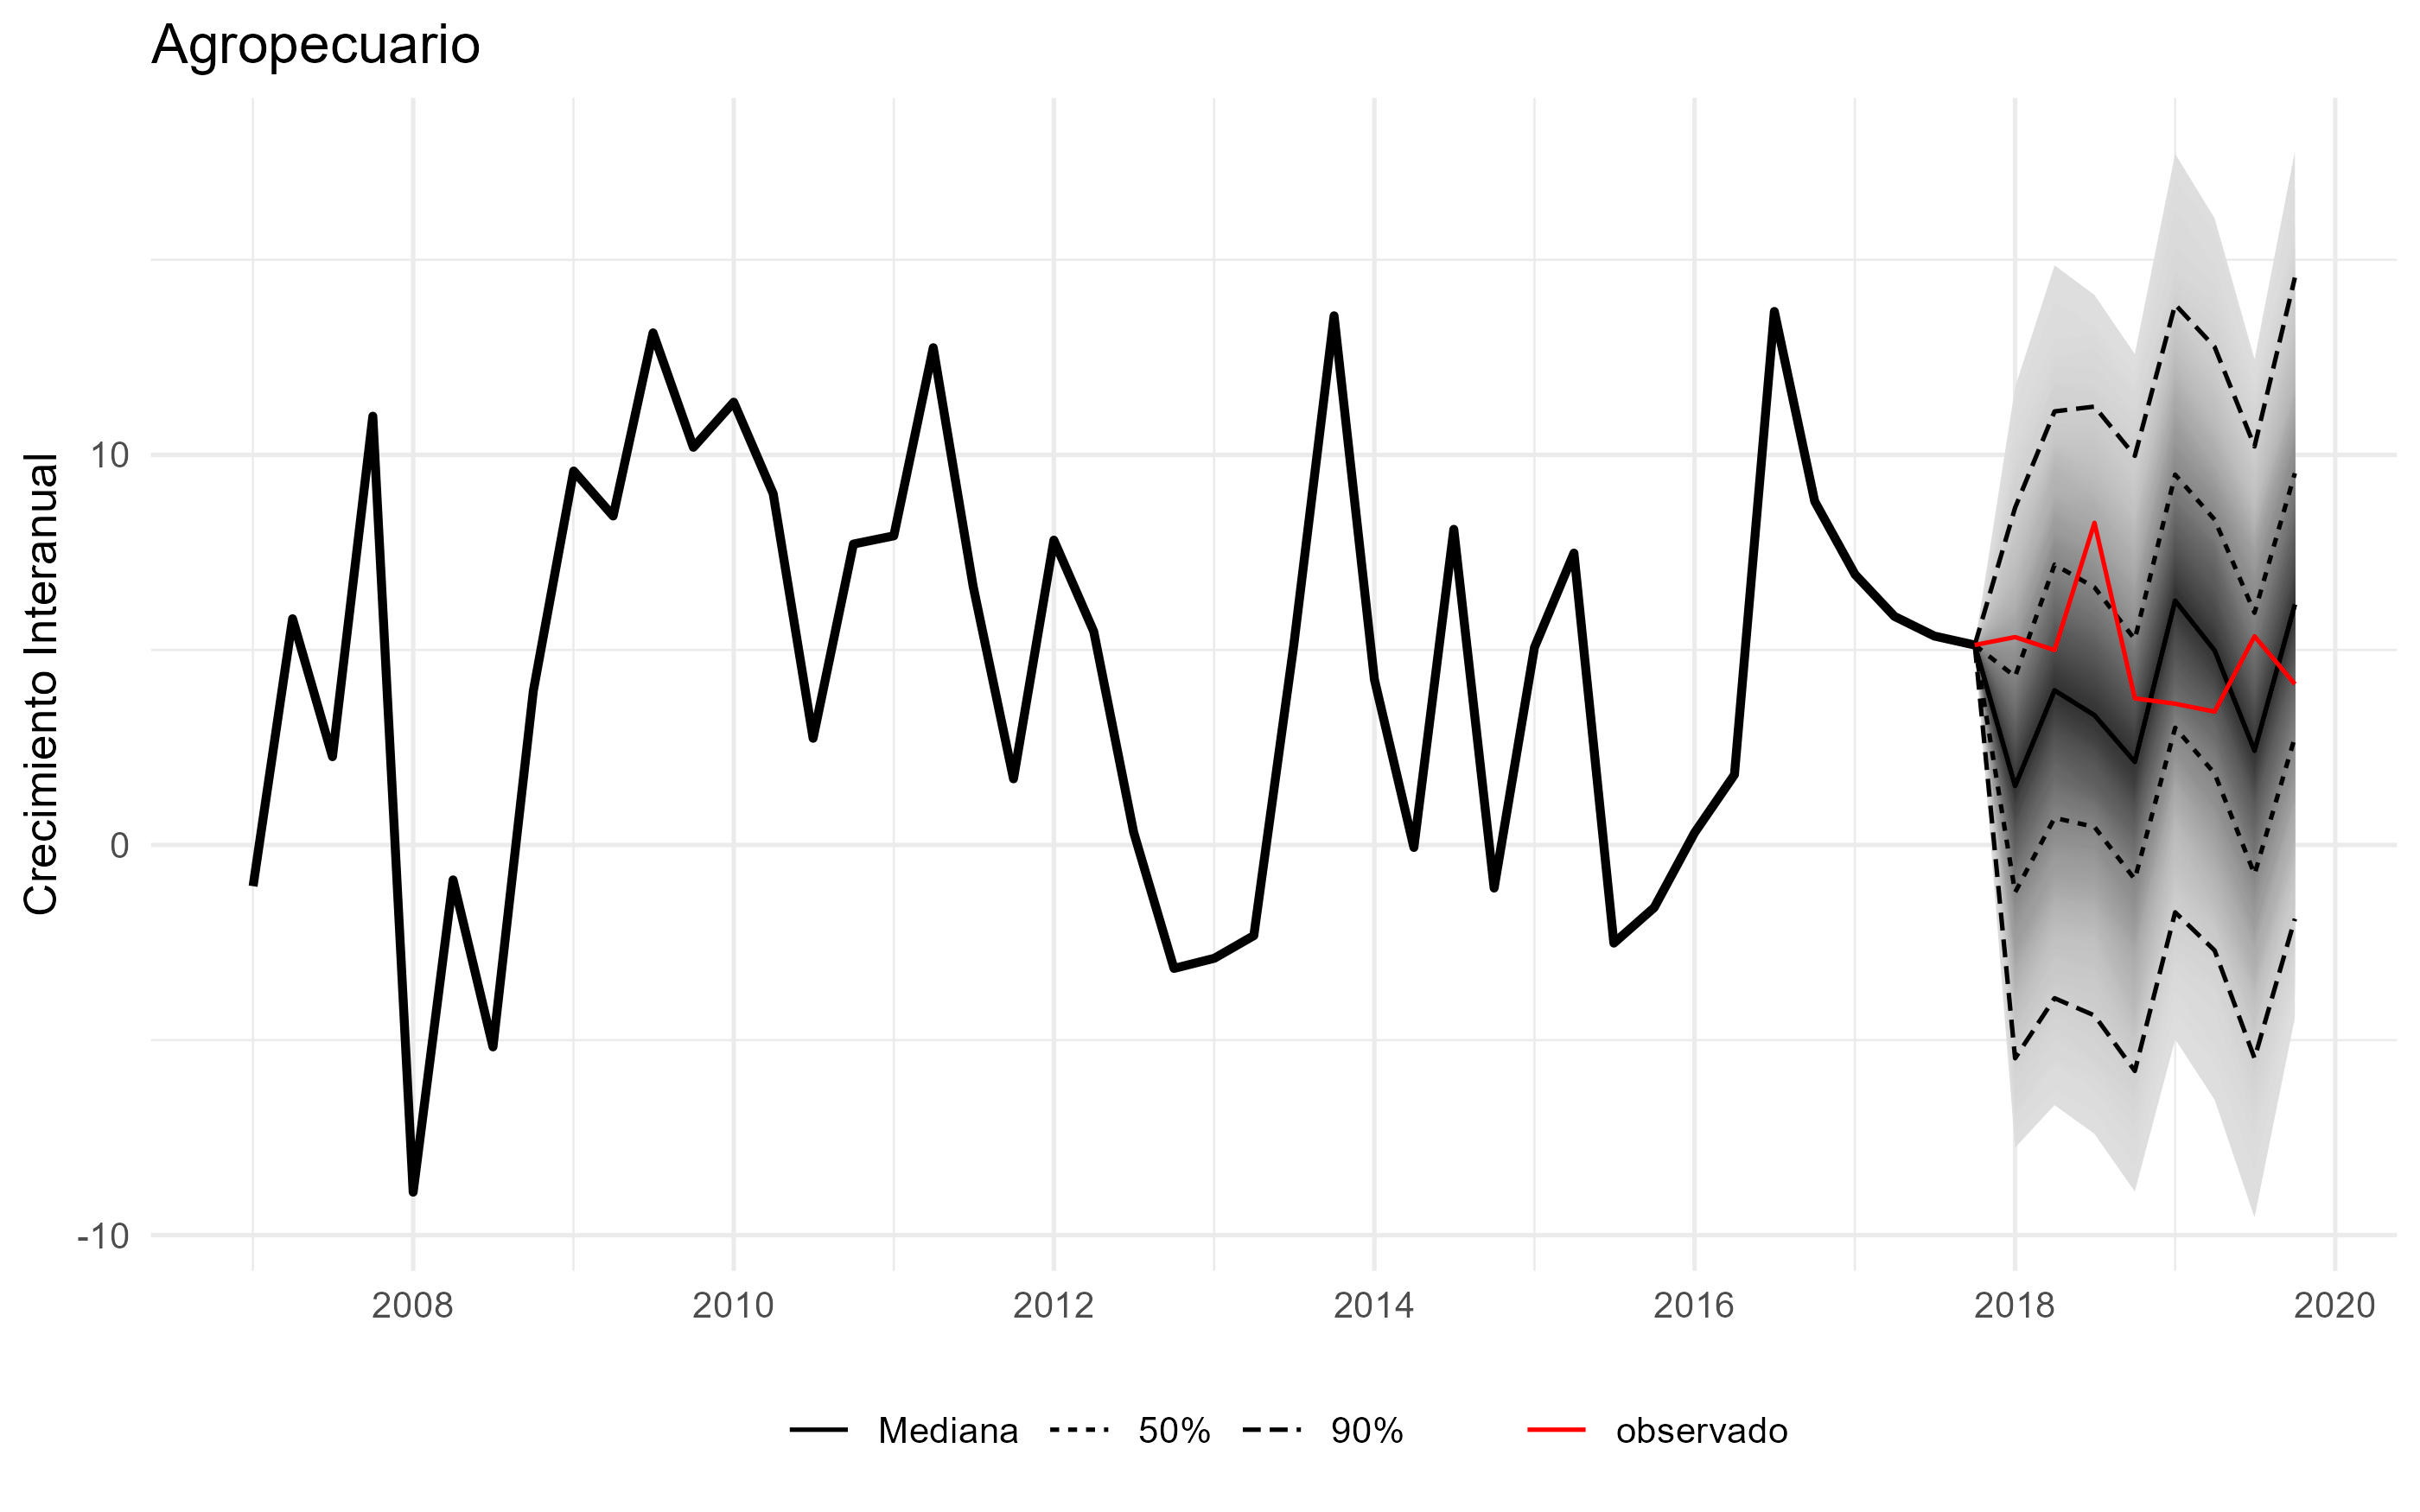 Agropecuario
Crecimiento Interanual
10
0
-10
2008 2010 2012 2014 2016 2018 2020
Mediana 50% 90% observado